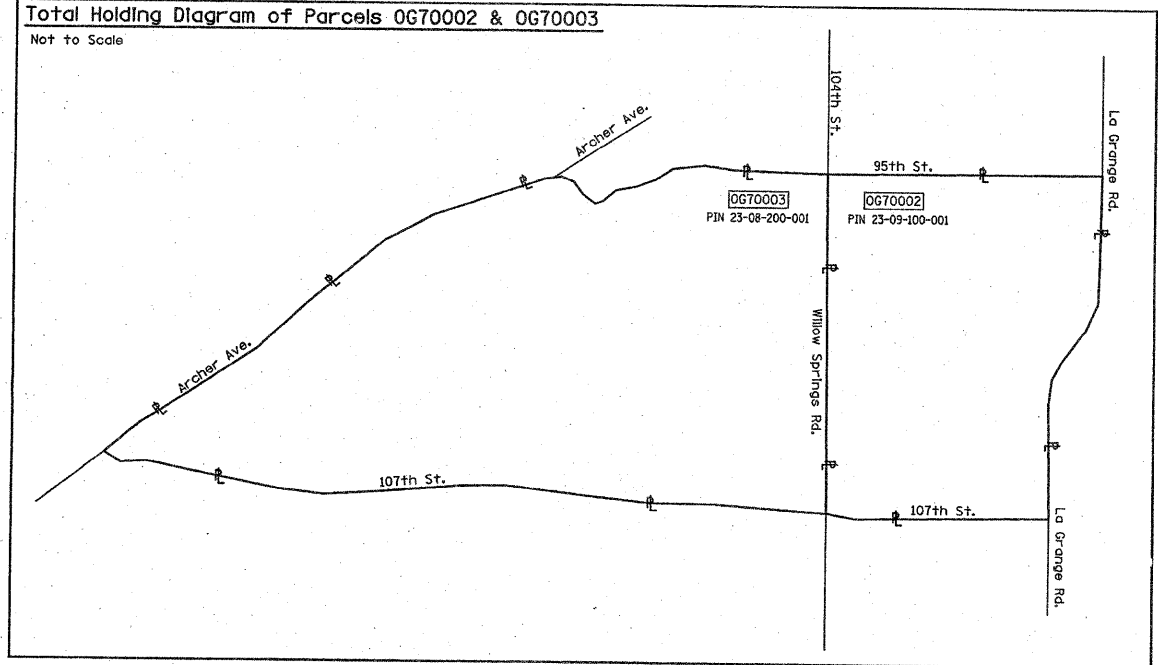 Total Holding Diagram of Parcels 0G70002 & 0G70003
Not to Scale
Archer Ave.
104th St.
La Grange Rd.
95th St.
0G70003
PIN 23-08-200-001
0G70002
PIN 23-09-100-001
Archer Ave.
Willow Springs Rd.
107th St.
107th St.
La Grange Rd.